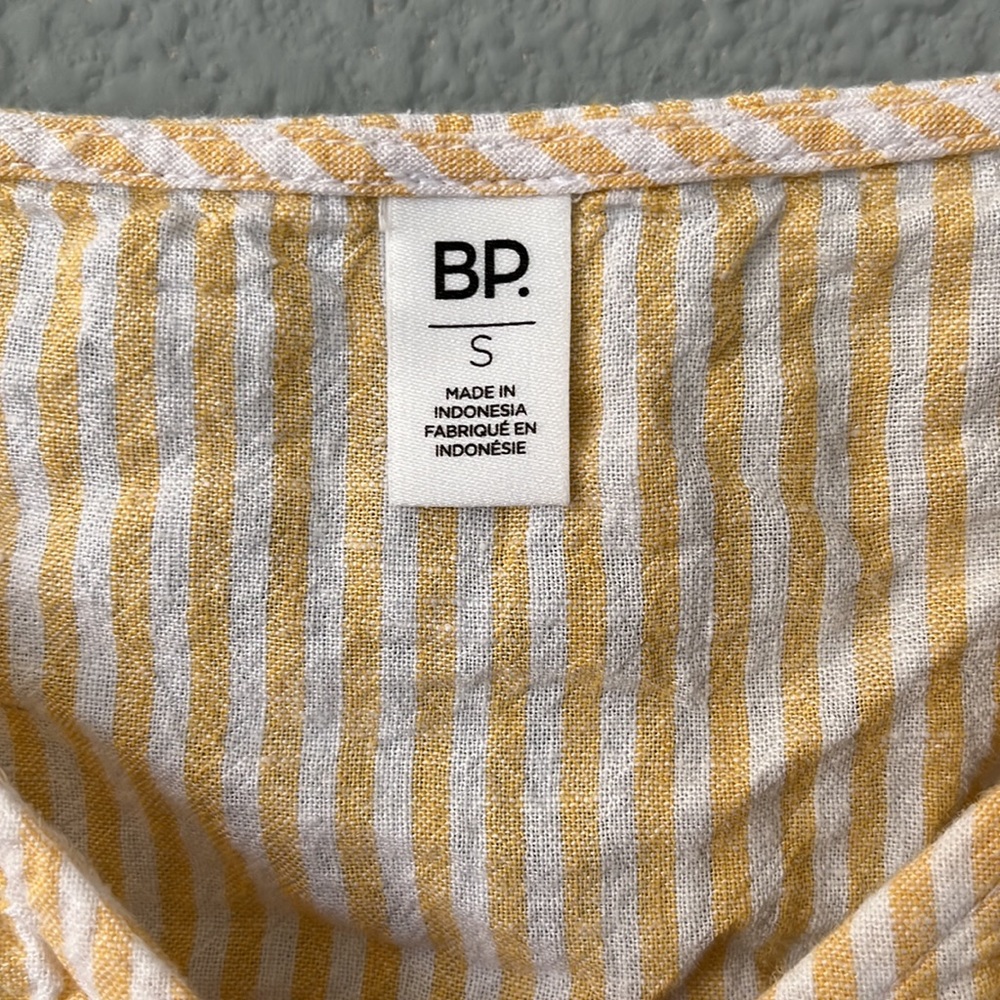 BP.
S
MADE IN
INDONESIA
FABRIQUÉ EN
INDONÉSIE